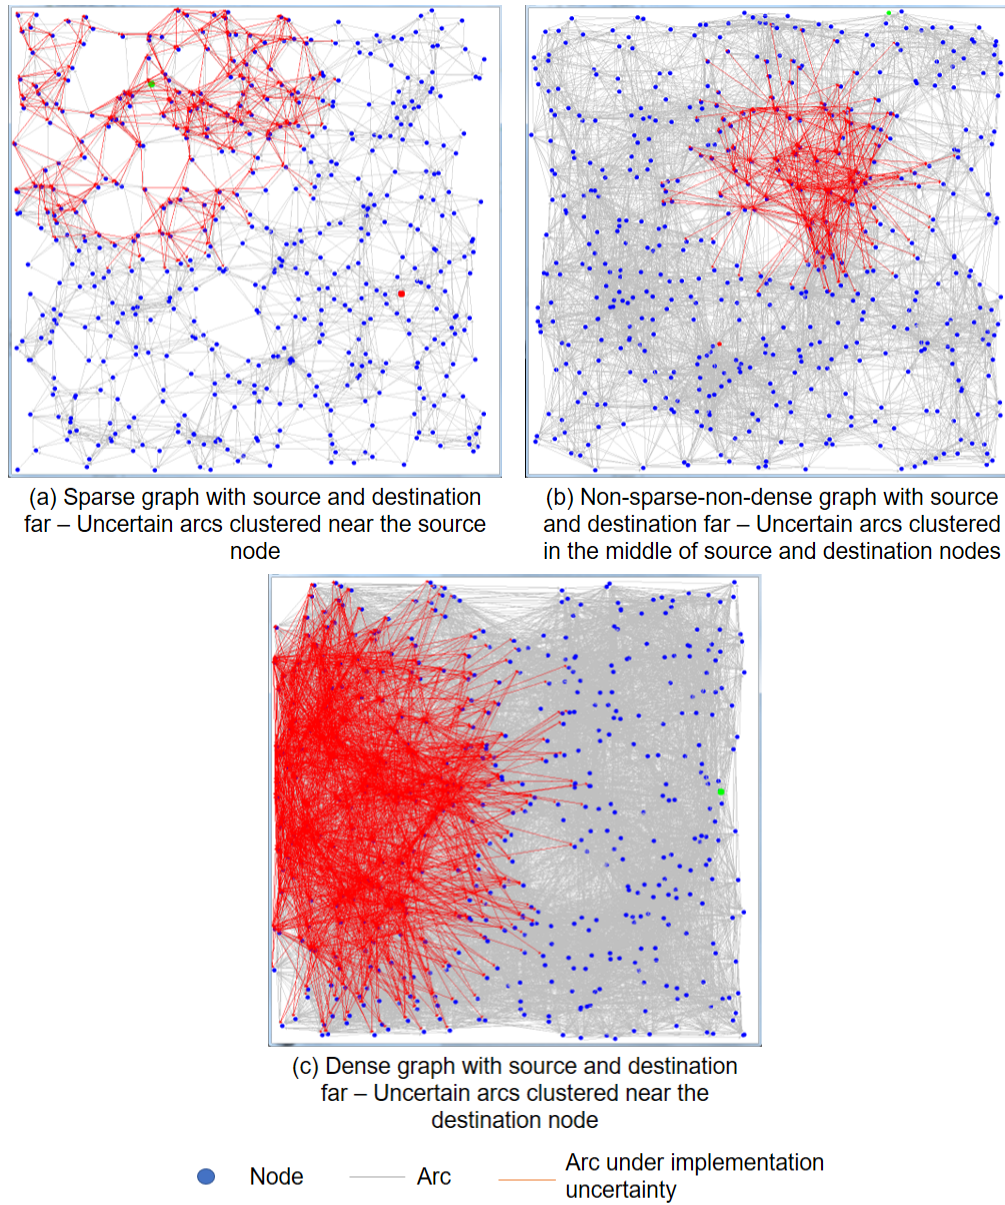 (a) Sparse graph with source and destination
far – Uncertain arcs clustered near the source
node
(b) Non-sparse-non-dense graph with source
and destination far – Uncertain arcs clustered
in the middle of source and destination nodes
(c) Dense graph with source and destination
far – Uncertain arcs clustered near the
destination node
Node
Arc
Arc under implementation
uncertainty